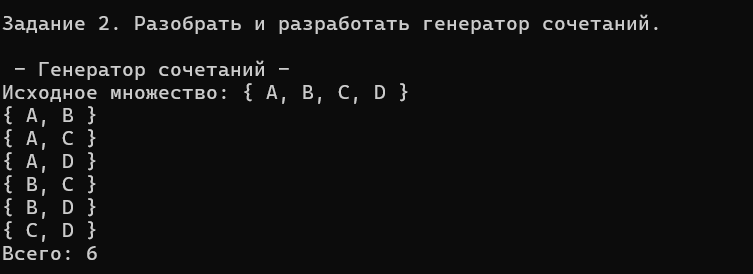 Задание 2. Разобрать и разработать генератор сочетаний.
– Генератор сочетаний –
Исходное множество: { A, B, C, D }
{ A, B }
{ A, C }
{ A, D }
{ B, C }
{ B, D }
{ C, D }
Всего: 6